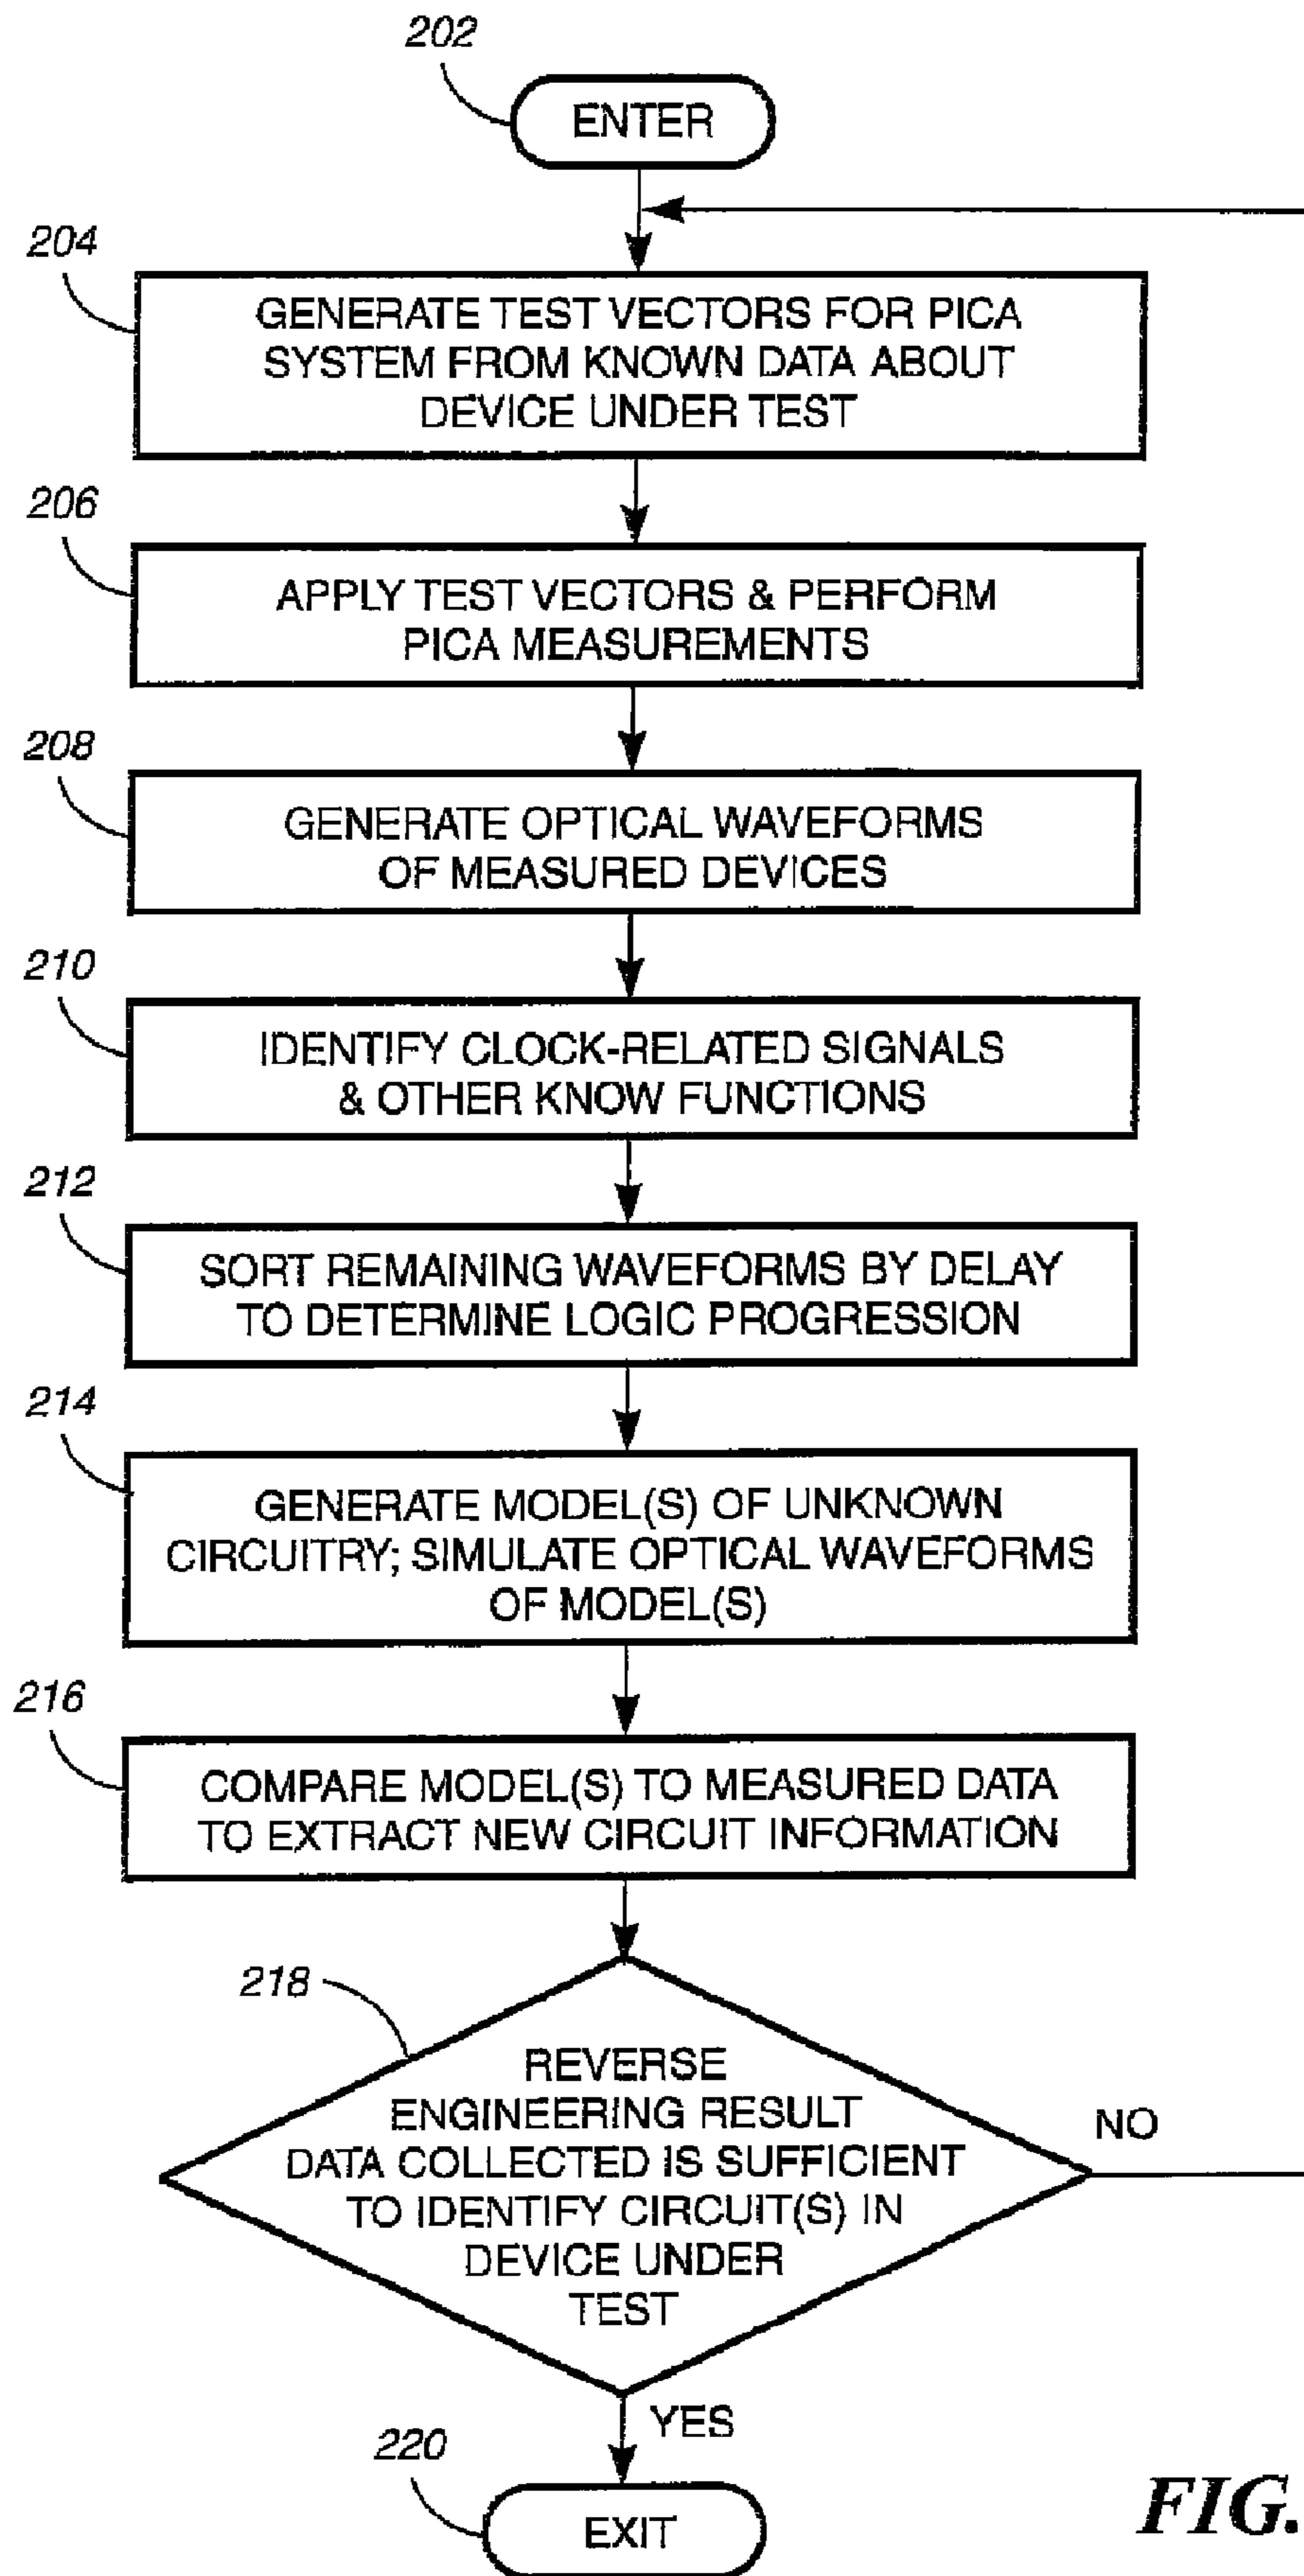 202
ENTER
204
GENERATE TEST VECTORS FOR PICA
SYSTEM FROM KNOWN DATA ABOUT
DEVICE UNDER TEST
206
APPLY TEST VECTORS & PERFORM
PICA MEASUREMENTS
208
GENERATE OPTICAL WAVEFORMS
OF MEASURED DEVICES
210
IDENTIFY CLOCK-RELATED SIGNALS
& OTHER KNOW FUNCTIONS
212
SORT REMAINING WAVEFORMS BY DELAY
TO DETERMINE LOGIC PROGRESSION
214
GENERATE MODEL(S) OF UNKNOWN
CIRCUITRY; SIMULATE OPTICAL WAVEFORMS
OF MODEL(S)
216
COMPARE MODEL(S) TO MEASURED DATA
TO EXTRACT NEW CIRCUIT INFORMATION
218
REVERSE
ENGINEERING RESULT
DATA COLLECTED IS SUFFICIENT
TO IDENTIFY CIRCUIT(S) IN
DEVICE UNDER
TEST
NO
YES
220
EXIT
FIG.